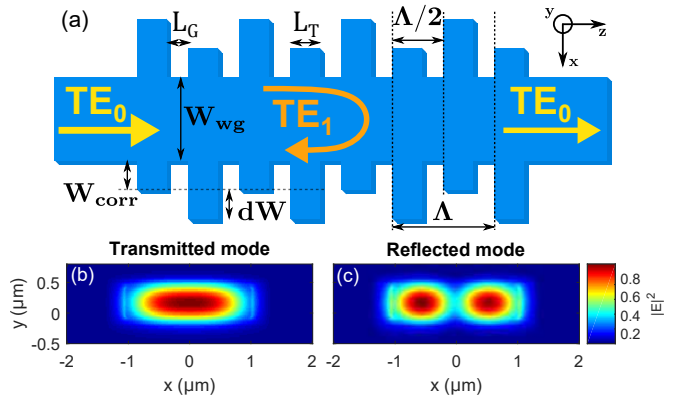 (a)
L_G
L_T
Λ/2
y
z
x
TE_0
W_wg
TE_1
TE_0
W_corr
dW
Λ
Transmitted mode
Reflected mode
(b)
(c)
y (μm)
0.5
0
-0.5
-2 -1 0 1 2
x (μm)
-2 -1 0 1 2
x (μm)
0.8
0.6
0.4
0.2
|E|²